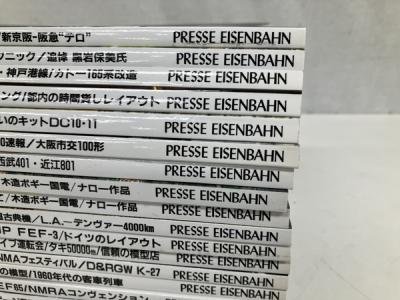 新京阪-阪急"デロ" PRESSE EISENBAHN
ソニック/追悼 黒岩保美氏 PRESSE EISENBAHN
・神戸港線/カトー165系改造 PRESSE EISENBAHN
ング/部内の時間貸しレイアウト PRESSE EISENBAHN
いのキットDC10・11 PRESSE EISENBAHN
0速報/大阪市交100形 PRESSE EISENBAHN
西武401・近江801 PRESSE EISENBAHN
木造ボギー国電/ナロー作品 PRESSE EISENBAHN
木造ボギー国電/ナロー作品 PRESSE EISENBAHN
古典機/L.A.—デンヴァー4000km PRESSE EISENBAHN
FEF-3/ドイツのレイアウト PRESSE EISENBAHN
イブ運転会/タキ50000/信頼の模型店 PRESSE EISENBAHN
NMAフェスティバル/D&RGW K-27 PRESSE EISENBAHN
の模型/1960年代の客車列車 PRESSE EISENBAHN
EF65/NMRAコンヴェンション PRESSE EISENBAHN